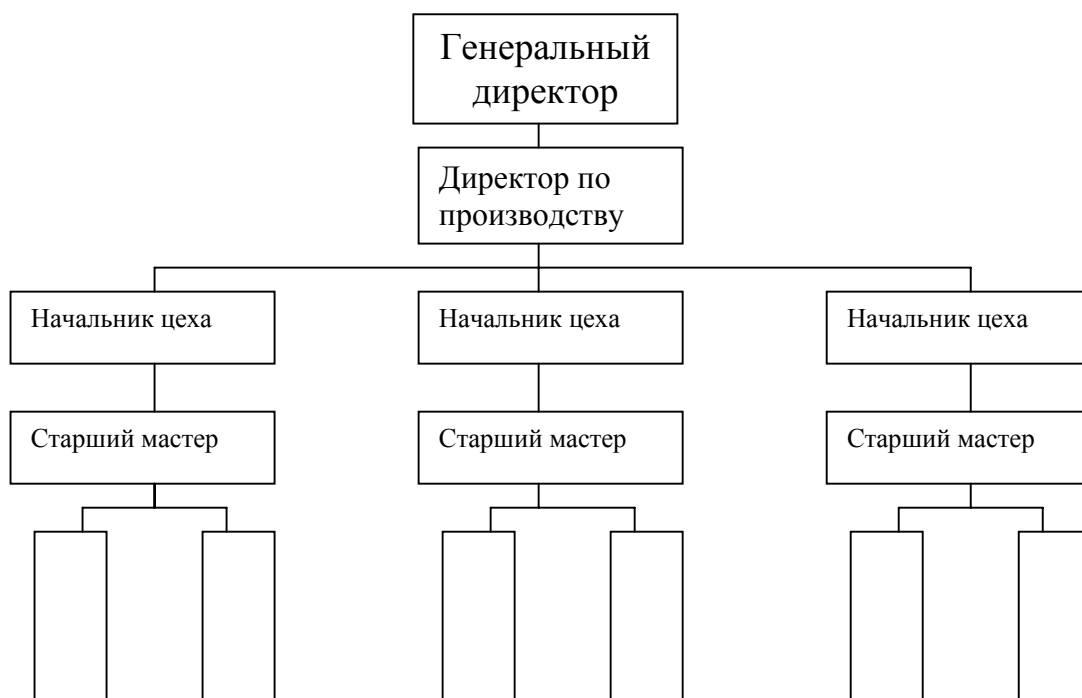 Генеральный
директор
Директор по
производству
Начальник цеха
Начальник цеха
Начальник цеха
Старший мастер
Старший мастер
Старший мастер